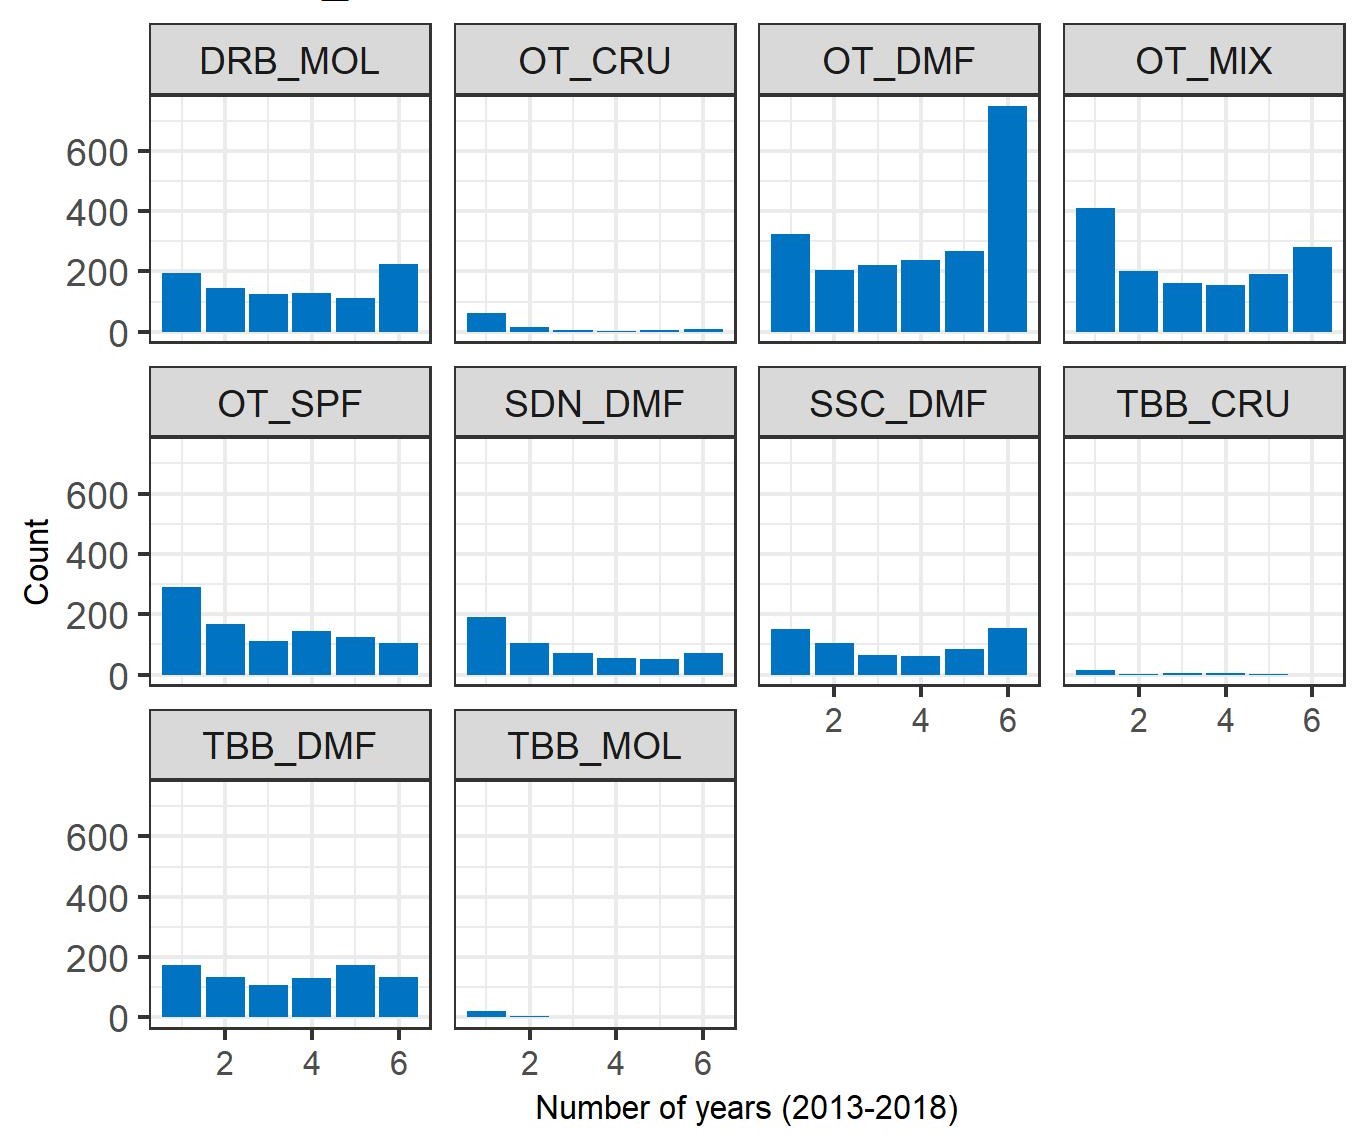 DRB_MOL OT_CRU OT_DMF OT_MIX
600
400
200
0
OT_SPF SDN_DMF SSC_DMF TBB_CRU
600
400
200
0
2 4 6 2 4 6
TBB_DMF TBB_MOL
600
400
200
0
2 4 6 2 4 6
Count
Number of years (2013-2018)